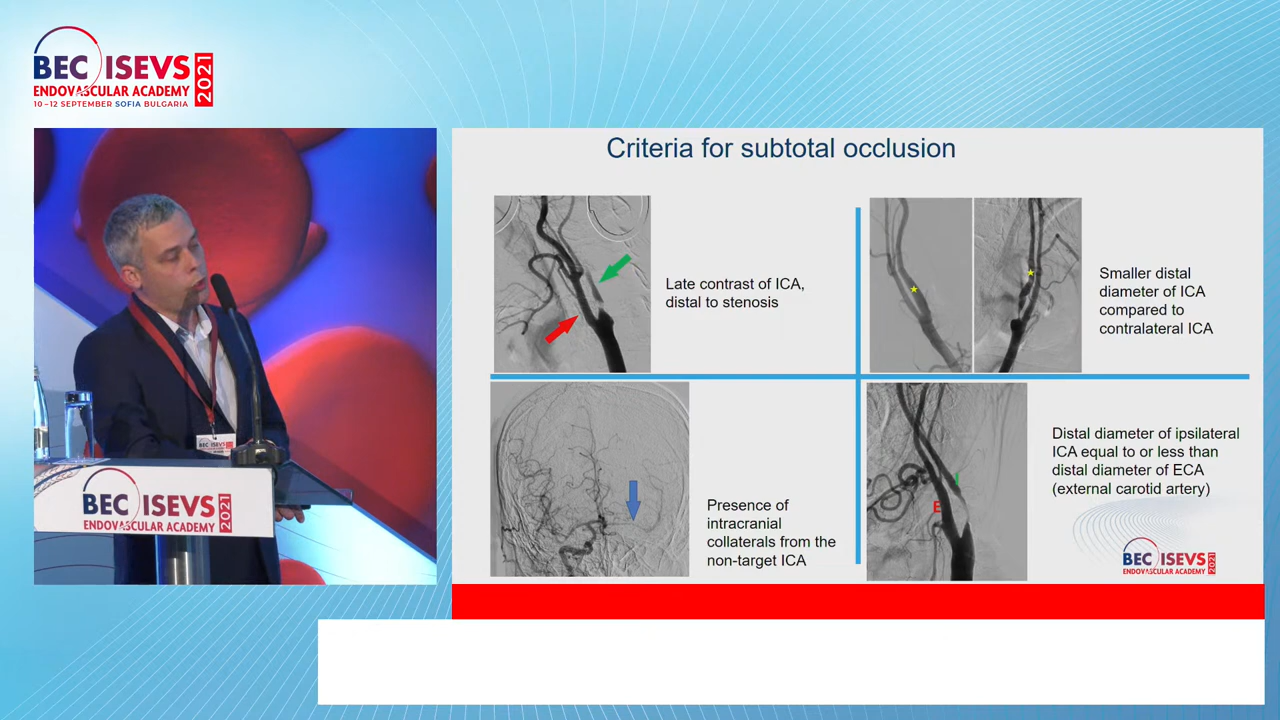 BEC ISEVS 2021
ENDOVASCULAR ACADEMY
10–12 SEPTEMBER SOFIA BULGARIA
Criteria for subtotal occlusion
Late contrast of ICA,
distal to stenosis
Smaller distal
diameter of ICA
compared to
contralateral ICA
Presence of
intracranial
collaterals from the
non-target ICA
I
E
Distal diameter of ipsilateral
ICA equal to or less than
distal diameter of ECA
(external carotid artery)
BEC ISEVS 2021
ENDOVASCULAR ACADEMY
BEC ISEVS
BEC ISEVS 2021
ENDOVASCULAR ACADEMY